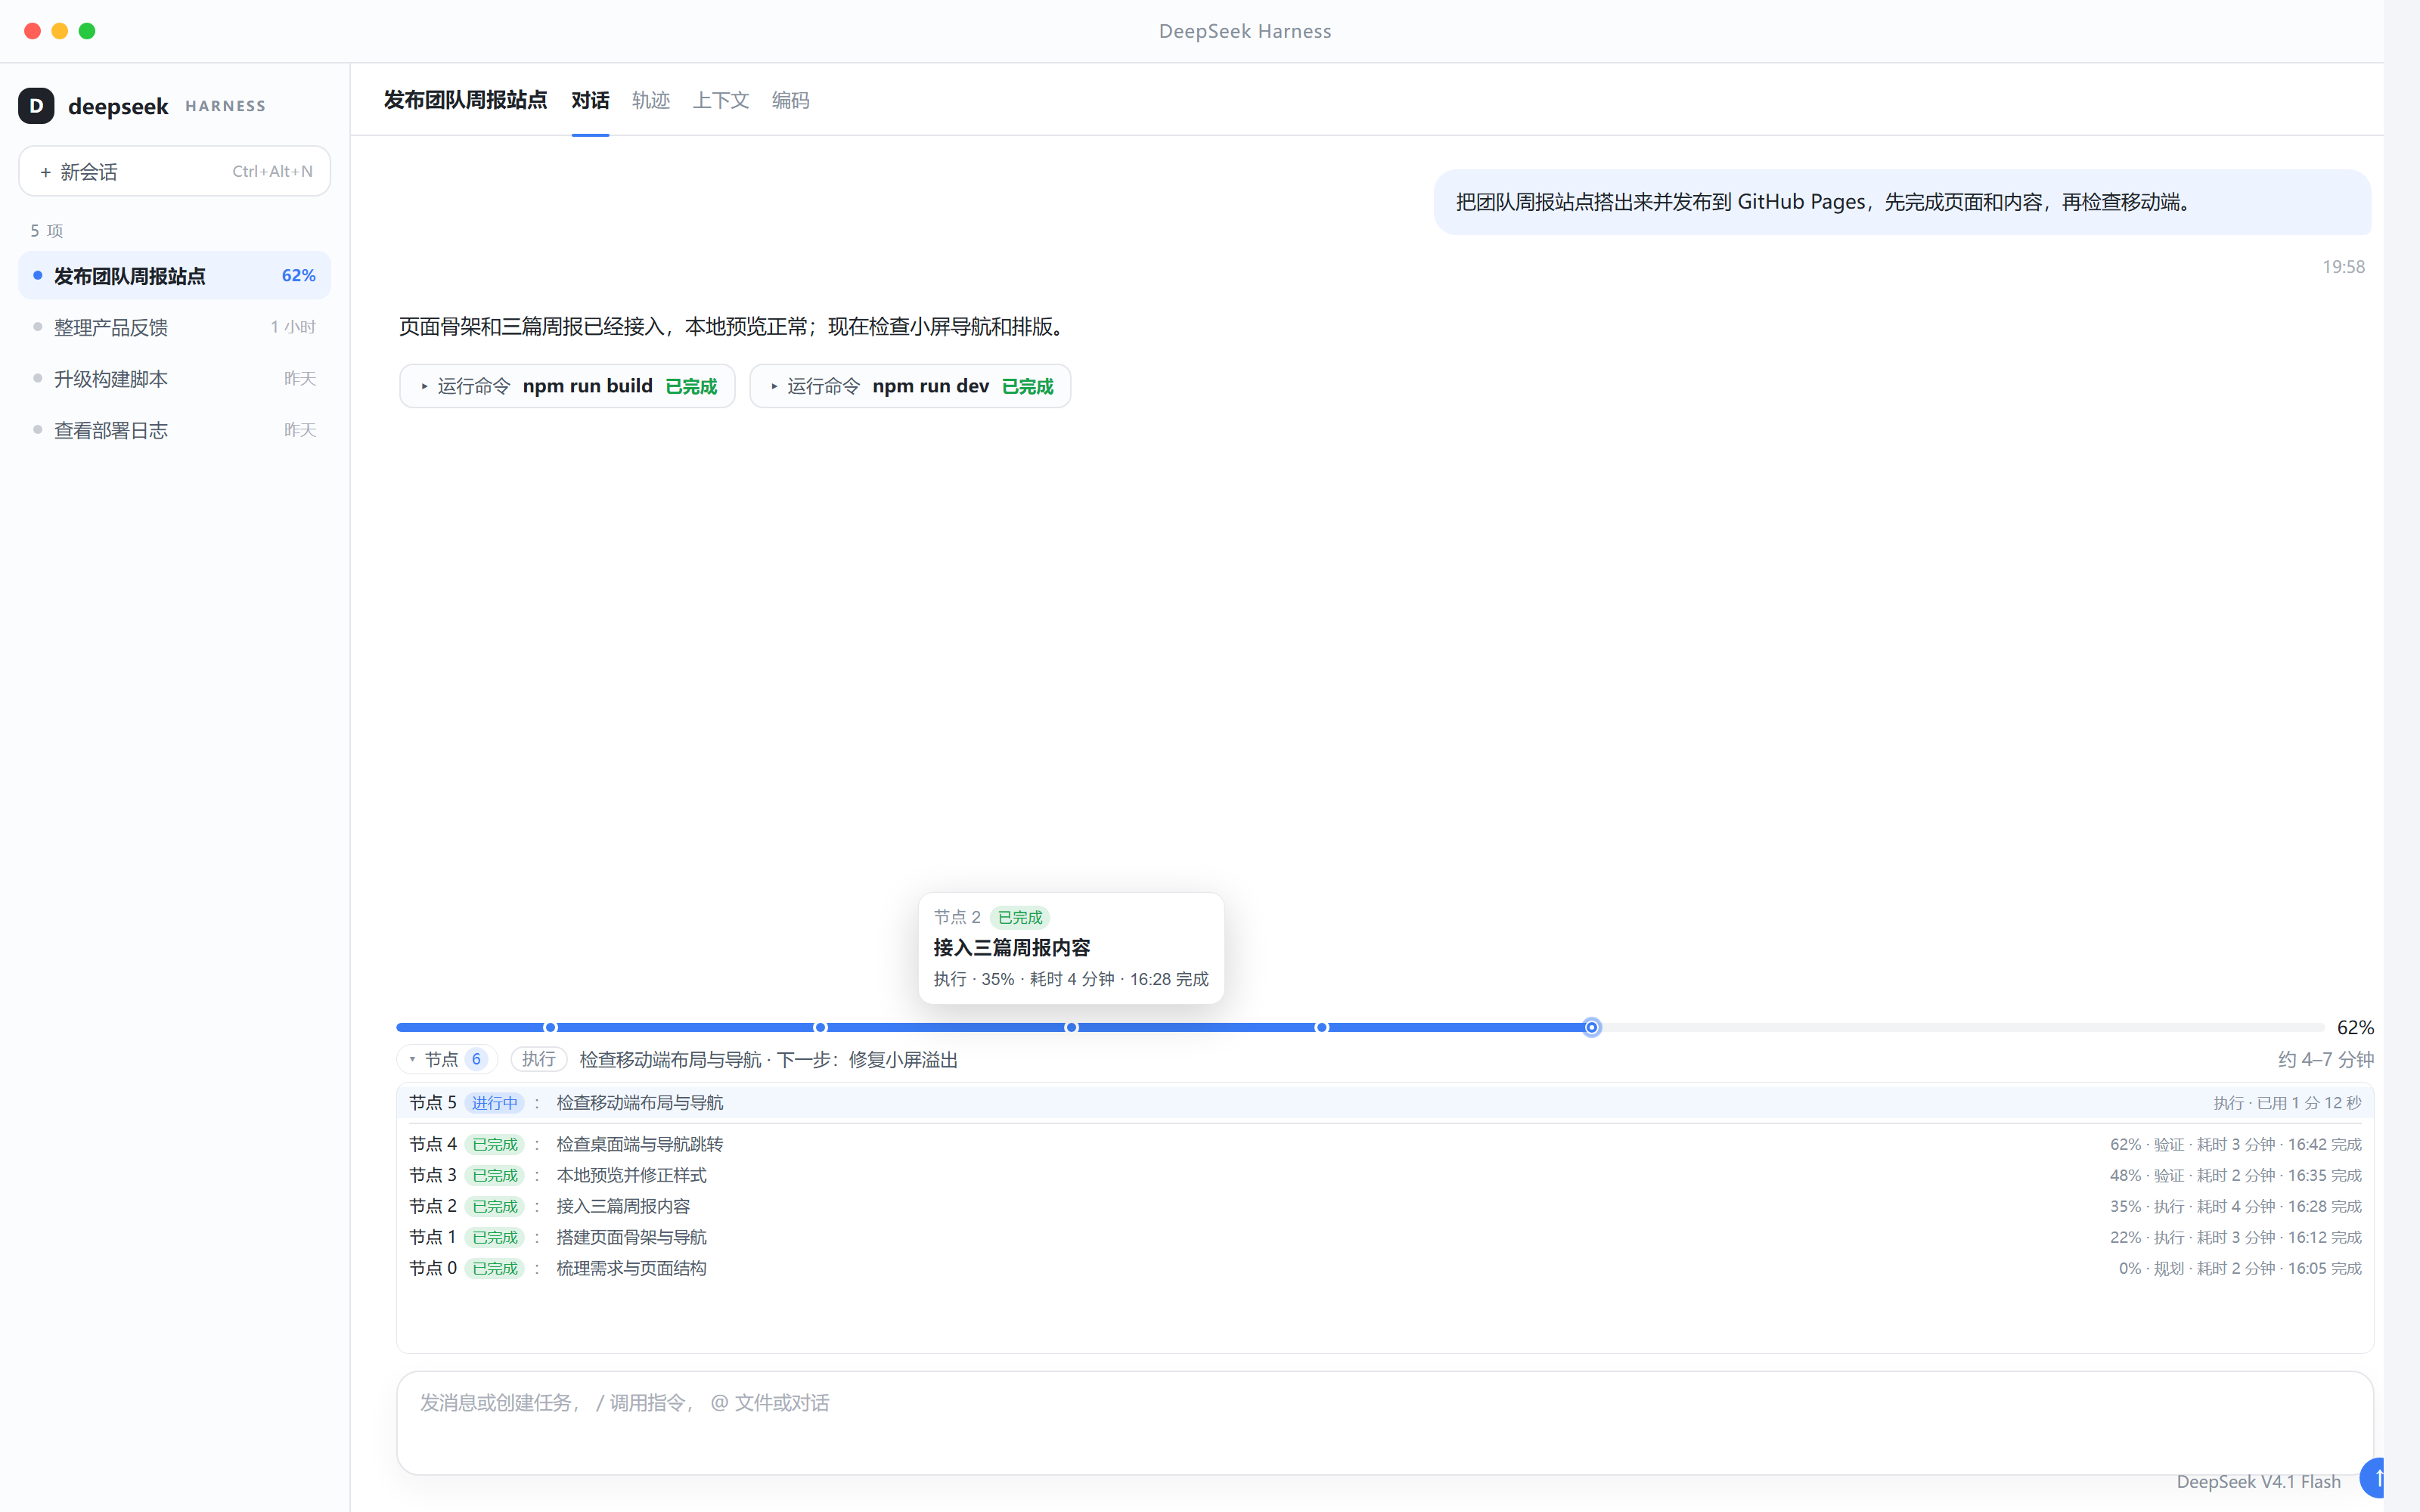 DeepSeek Harness
D deepseek HARNESS
+ 新会话 Ctrl+Alt+N
5 项
发布团队周报站点 62%
整理产品反馈 1 小时
升级构建脚本 昨天
查看部署日志 昨天
发布团队周报站点 对话 轨迹 上下文 编码
把团队周报站点搭出来并发布到 GitHub Pages，先完成页面和内容，再检查移动端。
19:58
页面骨架和三篇周报已经接入，本地预览正常；现在检查小屏导航和排版。
运行命令 npm run build 已完成 运行命令 npm run dev 已完成
节点 2 已完成
接入三篇周报内容
执行 · 35% · 耗时 4 分钟 · 16:28 完成
62%
节点 6 执行 检查移动端布局与导航 · 下一步：修复小屏溢出 约 4–7 分钟
节点 5 进行中 ： 检查移动端布局与导航 执行 · 已用 1 分 12 秒
节点 4 已完成 ： 检查桌面端与导航跳转 62% · 验证 · 耗时 3 分钟 · 16:42 完成
节点 3 已完成 ： 本地预览并修正样式 48% · 验证 · 耗时 2 分钟 · 16:35 完成
节点 2 已完成 ： 接入三篇周报内容 35% · 执行 · 耗时 4 分钟 · 16:28 完成
节点 1 已完成 ： 搭建页面骨架与导航 22% · 执行 · 耗时 3 分钟 · 16:12 完成
节点 0 已完成 ： 梳理需求与页面结构 0% · 规划 · 耗时 2 分钟 · 16:05 完成
发消息或创建任务， / 调用指令， @ 文件或对话
DeepSeek V4.1 Flash